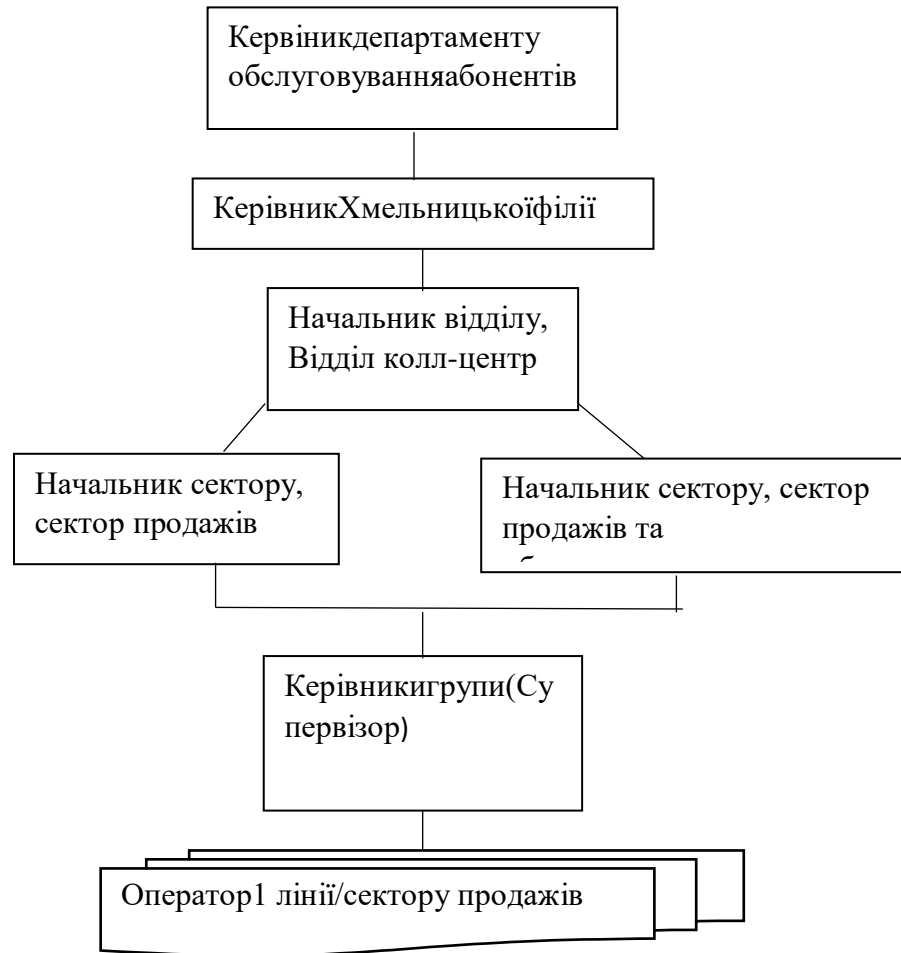 Кервіникдепартаменту
обслуговуванняабонентів
КерівникХмельницькоїфілії
Начальник відділу,
Відділ колл-центр
Начальник сектору,
сектор продажів
Начальник сектору, сектор
продажів та
Керівникигрупи(Су
первізор)
Оператор1 лінії/сектору продажів